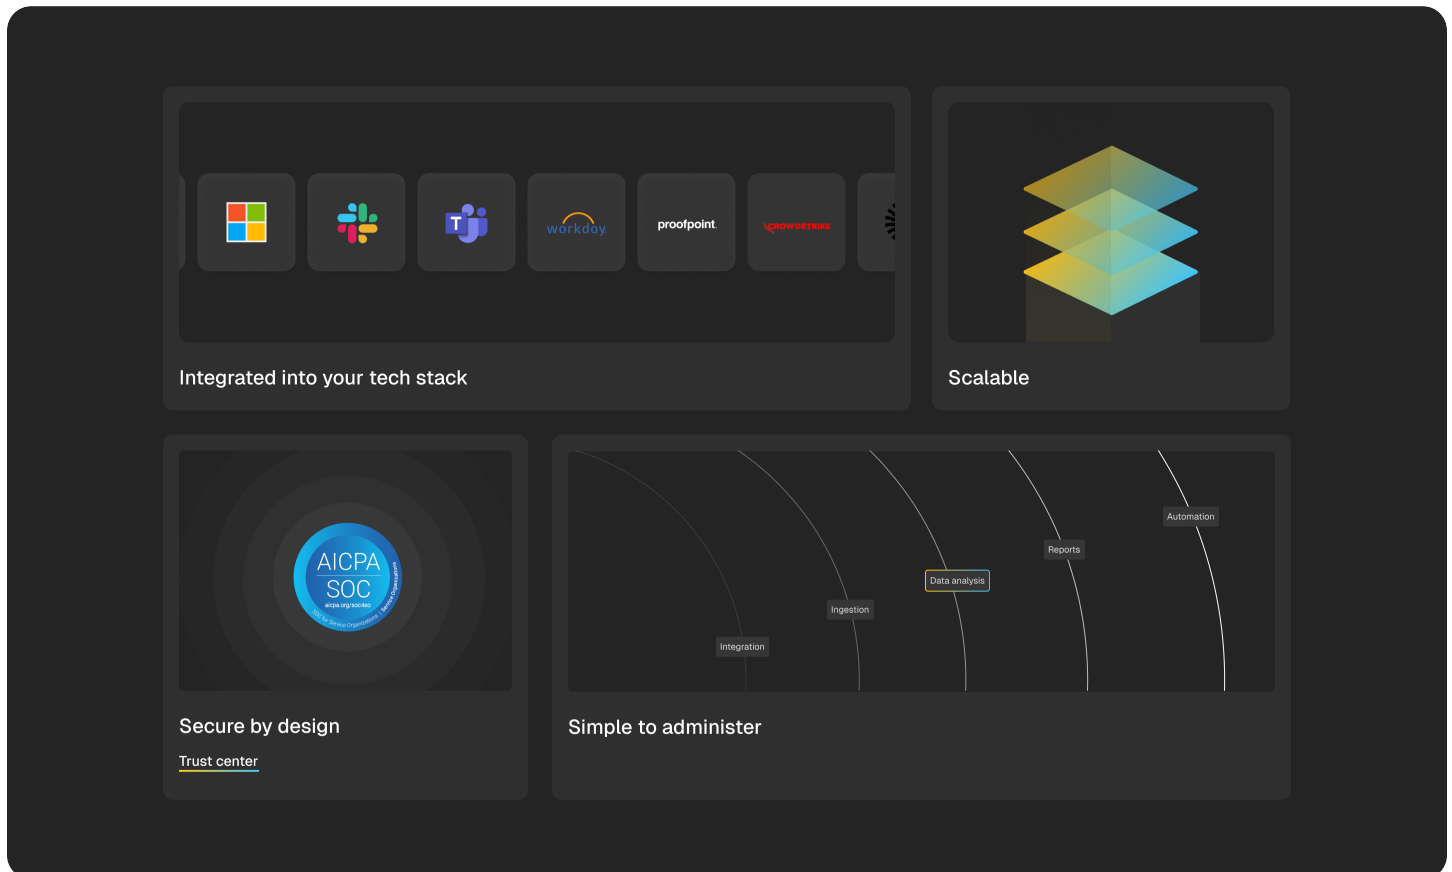 T
workday.
proofpoint.
CROWDSTRIKE
Integrated into your tech stack
Scalable
AICPA
SOC
aicpa.org/soc4so
SOC for Service Organizations | Service Organizations
Secure by design
Trust center
Integration
Ingestion
Data analysis
Reports
Automation
Simple to administer